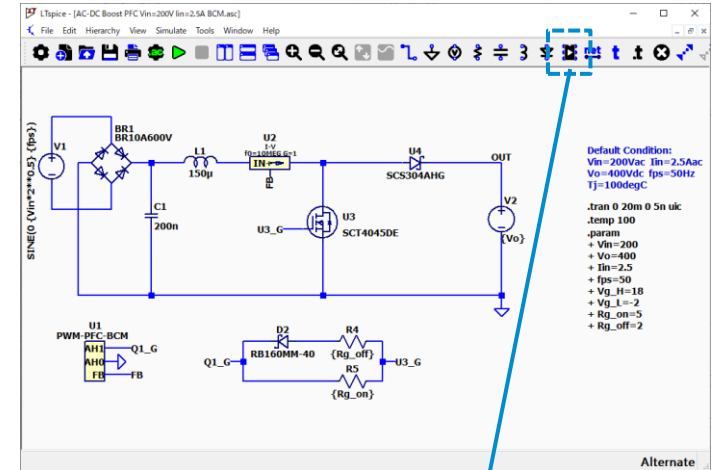 LTspice - [AC-DC Boost PFC Vin=200V Iin=2.5A BCM.asc]
File Edit Hierarchy View Simulate Tools Window Help
net t .t
SINE(0 {Vin*2**0.5} {fps})
V1
BR1
BR10A600V
L1
150µ
U2
I-V
f0=10MEG G=1
IN+
FB
U4
SCS304AHG
OUT
C1
200n
U3_G
U3
SCT4045DE
V2
{Vo}
Default Condition:
Vin=200Vac Iin=2.5Aac
Vo=400Vdc fps=50Hz
Tj=100degC
.tran 0 20m 0 5n uic
.temp 100
.param
+ Vin=200
+ Vo=400
+ Iin=2.5
+ fps=50
+ Vg_H=18
+ Vg_L=-2
+ Rg_on=5
+ Rg_off=2
U1
PWM-PFC-BCM
AH1 Q1_G
AH0
FB FB
Q1_G
D2
RB160MM-40
R4
{Rg_off}
R5
{Rg_on}
U3_G
Alternate